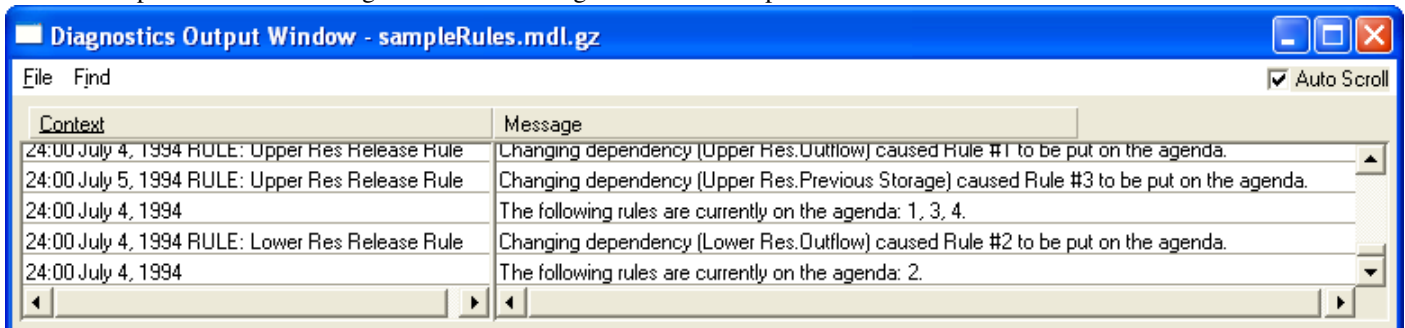 Diagnostics Output Window - sampleRules.mdl.gz
File Find Auto Scroll
Context Message
24:00 July 4, 1994 RULE: Upper Res Release Rule Changing dependency (Upper Res.Outflow) caused Rule #1 to be put on the agenda.
24:00 July 5, 1994 RULE: Upper Res Release Rule Changing dependency (Upper Res.Previous Storage) caused Rule #3 to be put on the agenda.
24:00 July 4, 1994 The following rules are currently on the agenda: 1, 3, 4.
24:00 July 4, 1994 RULE: Lower Res Release Rule Changing dependency (Lower Res.Outflow) caused Rule #2 to be put on the agenda.
24:00 July 4, 1994 The following rules are currently on the agenda: 2.